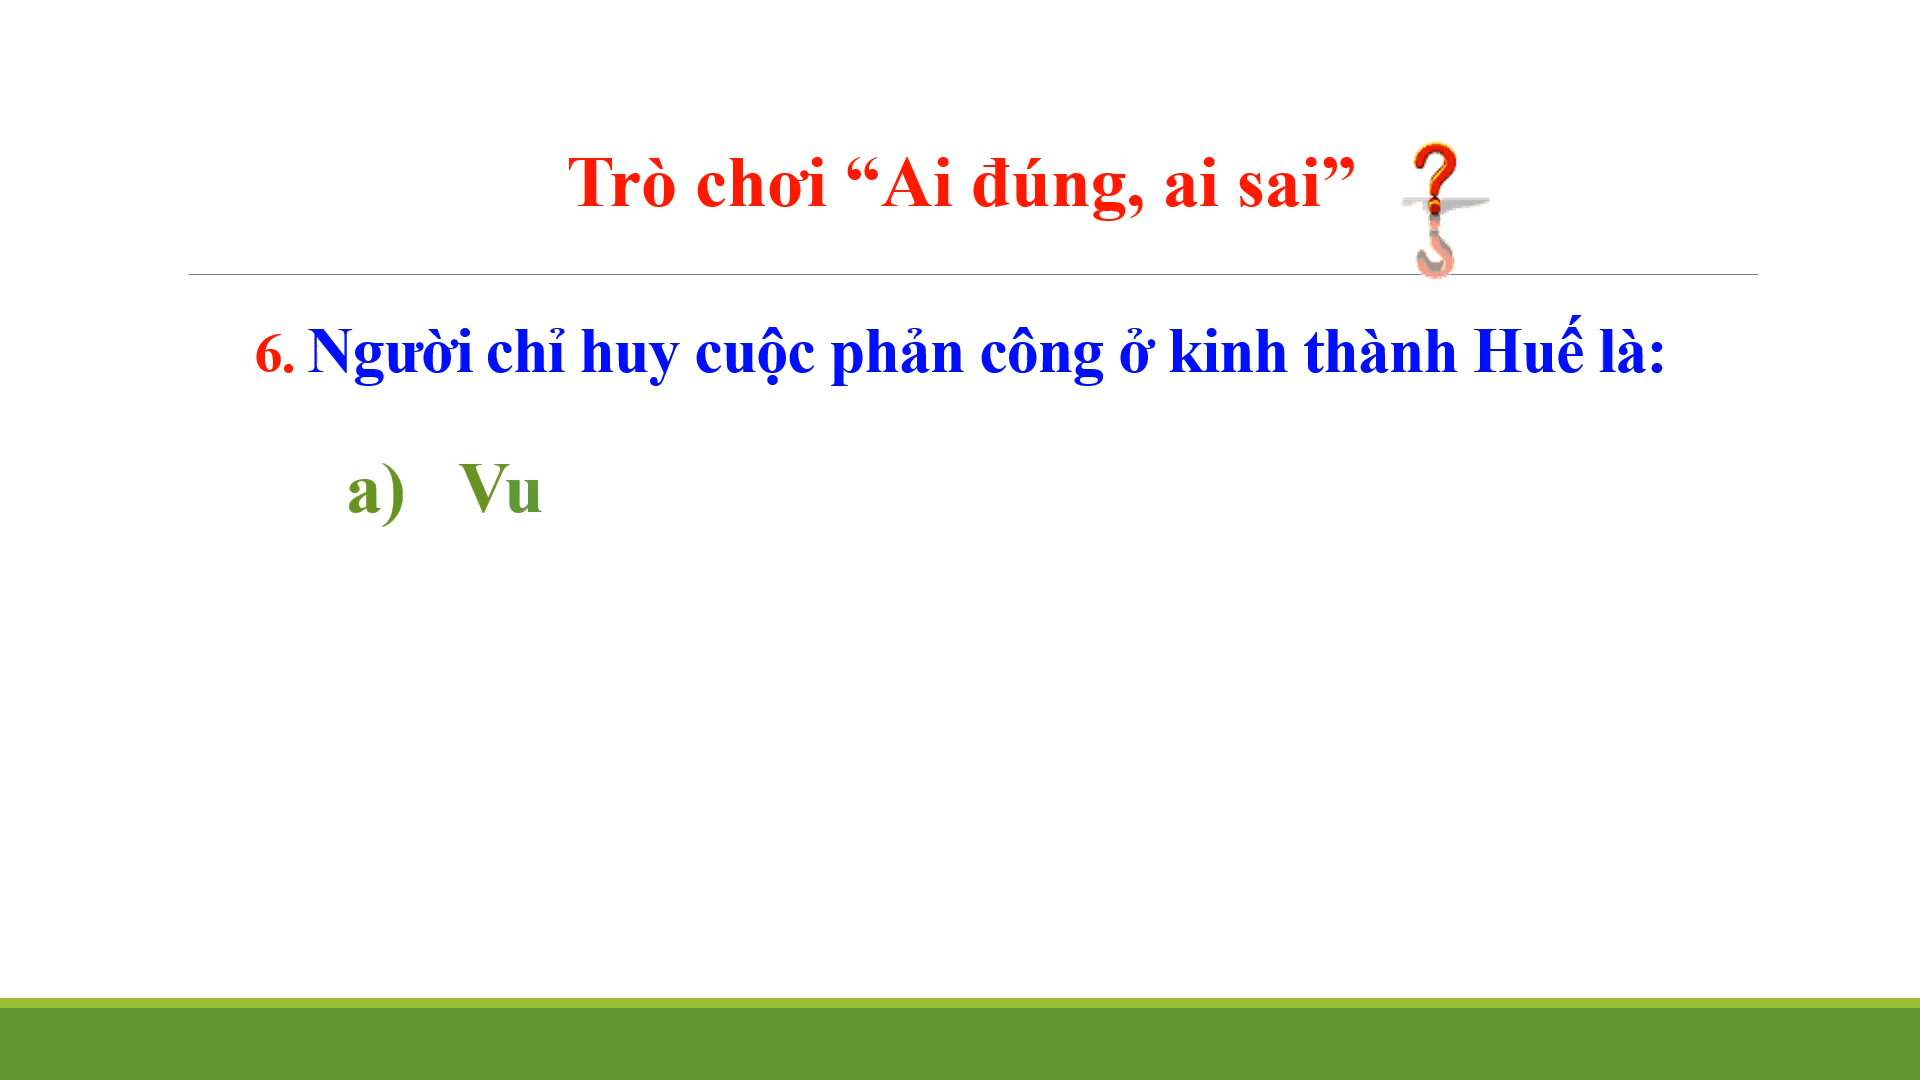 Trò chơi “Ai đúng, ai sai”
6. Người chỉ huy cuộc phản công ở kinh thành Huế là:
a) Vu